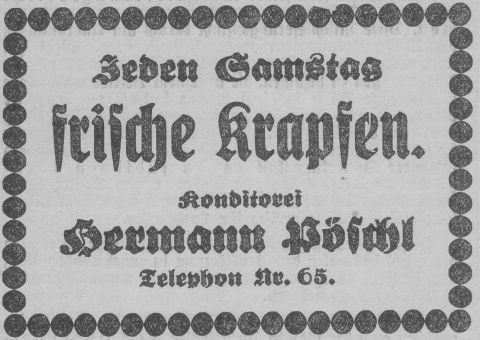 Jeden Samstag
frische Krapfen.
Konditorei
Hermann Pöschl
Telephon Nr. 65.